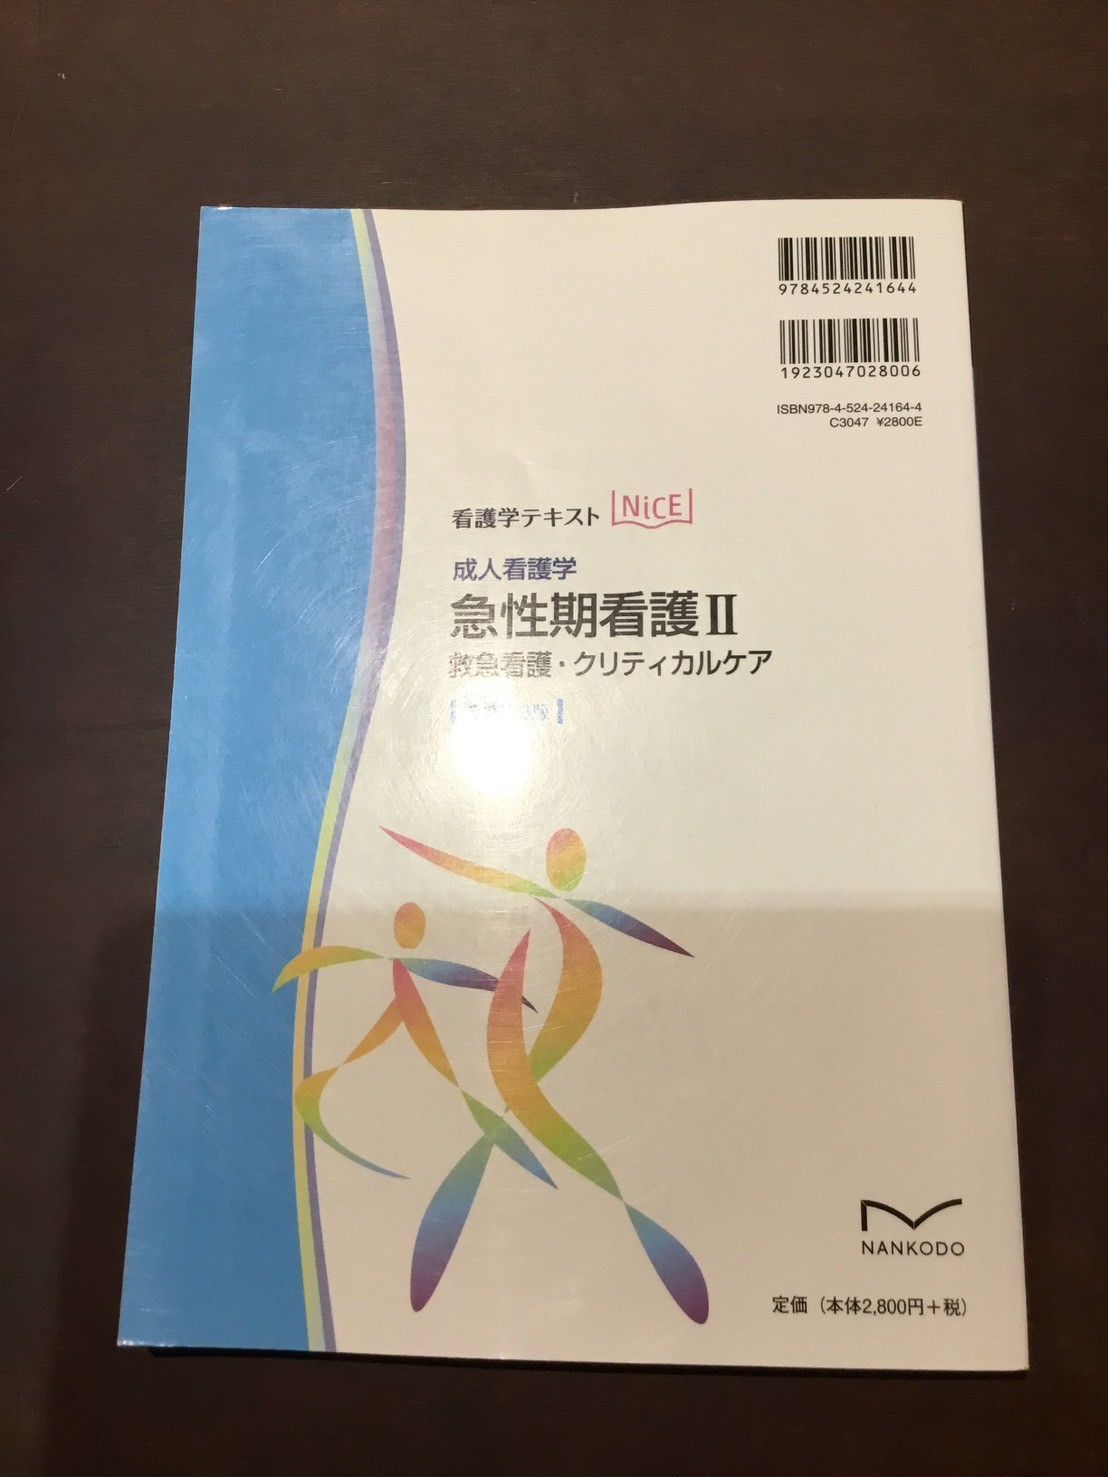 9784524241644
1923047028006
ISBN978-4-524-24164-4
C3047 ¥2800E
看護学テキスト NiCE
成人看護学
急性期看護II
救急看護・クリティカルケア
NANKODO
定価（本体2,800円＋税）